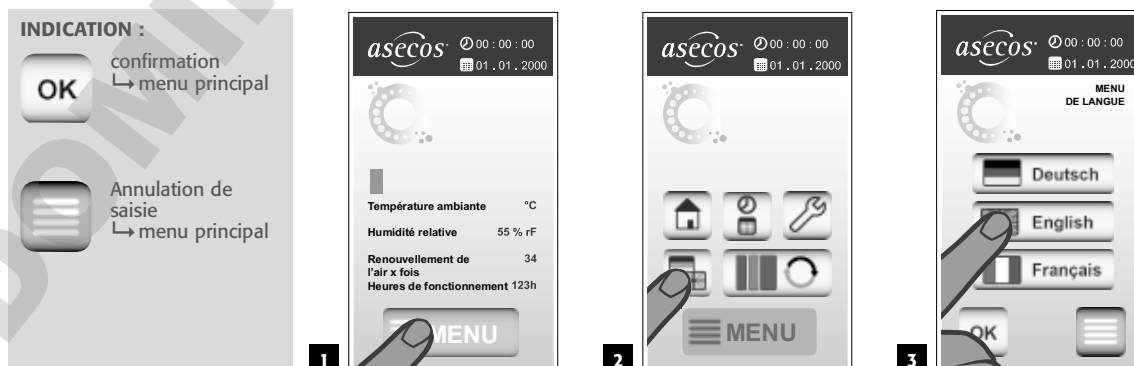 INDICATION :
OK
confirmation
↳ menu principal
Annulation de
saisie
↳ menu principal
asecos
00 : 00 : 00
01 . 01 . 2000
Température ambiante °C
Humidité relative 55 % rF
Renouvellement de 34
l'air x fois
Heures de fonctionnement 123h
MENU
1
asecos
00 : 00 : 00
01 . 01 . 2000
MENU
2
asecos
00 : 00 : 00
01 . 01 . 2000
MENU
DE LANGUE
Deutsch
English
Français
OK
3